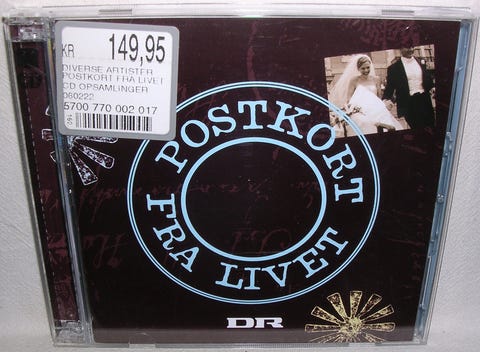 KR 149,95
DIVERSE ARTISTER
POSTKORT FRA LIVET
CD OPSAMLINGER
060222
5700 770 002 017
POSTKORT
FRA LIVET
DR